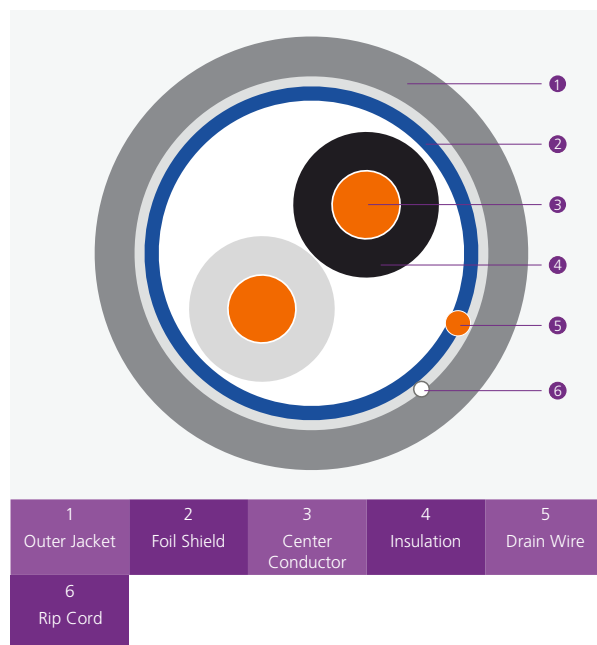 1
2
3
4
5
6
1
Outer Jacket
2
Foil Shield
3
Center
Conductor
4
Insulation
5
Drain Wire
6
Rip Cord